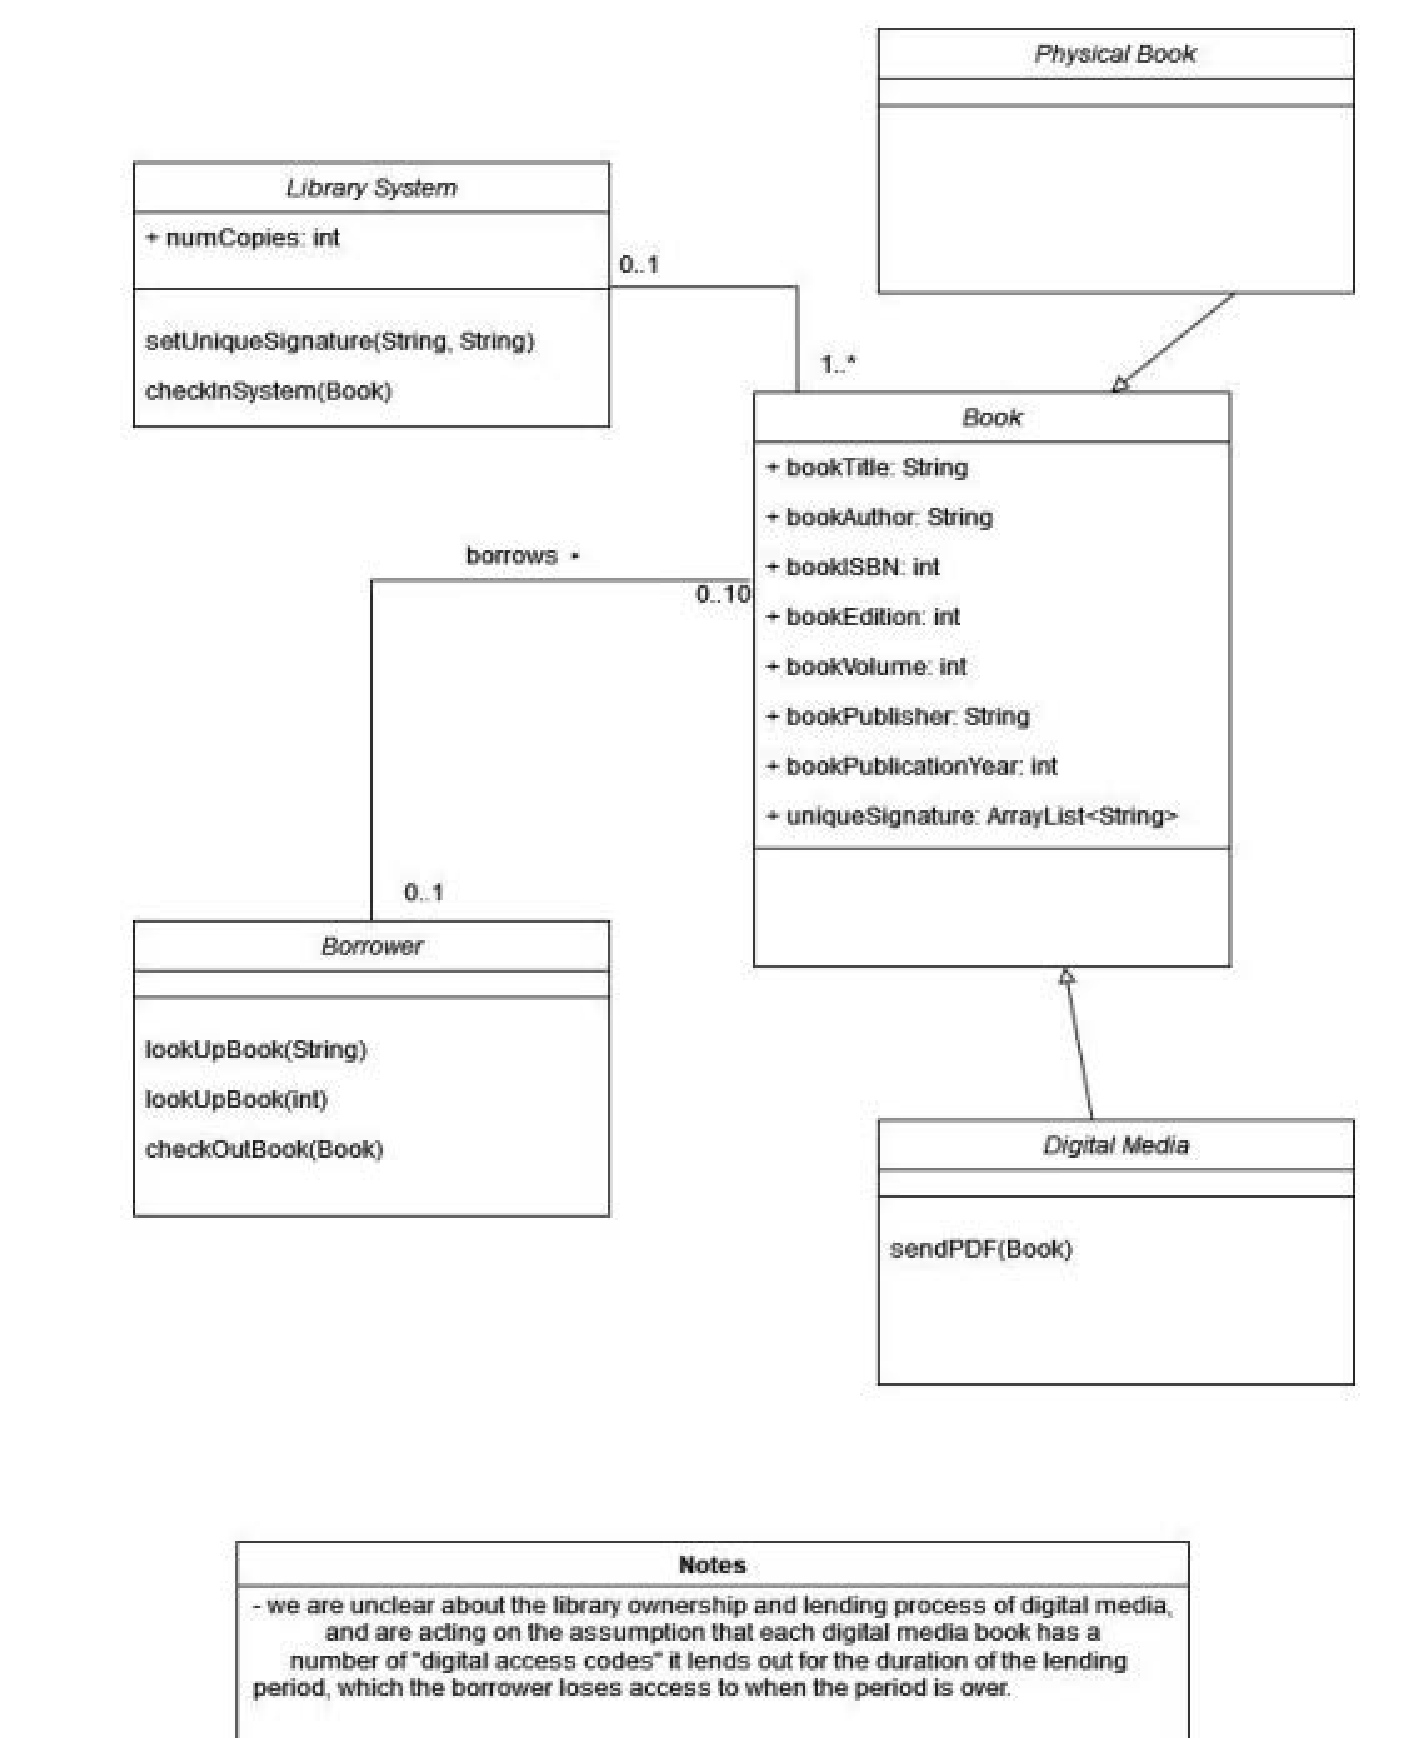 Physical Book
Library System
+ numCopies: int
0..1
setUniqueSignature(String, String)
checkInSystem(Book)
1..*
Book
+ bookTitle: String
+ bookAuthor: String
+ bookISBN: int
+ bookEdition: int
+ bookVolume: int
+ bookPublisher: String
+ bookPublicationYear: int
+ uniqueSignature: ArrayList<String>
borrows
0..10
0..1
Borrower
lookUpBook(String)
lookUpBook(int)
checkOutBook(Book)
Digital Media
sendPDF(Book)
Notes
- we are unclear about the library ownership and lending process of digital media,
and are acting on the assumption that each digital media book has a
number of "digital access codes" it lends out for the duration of the lending
period, which the borrower loses access to when the period is over.